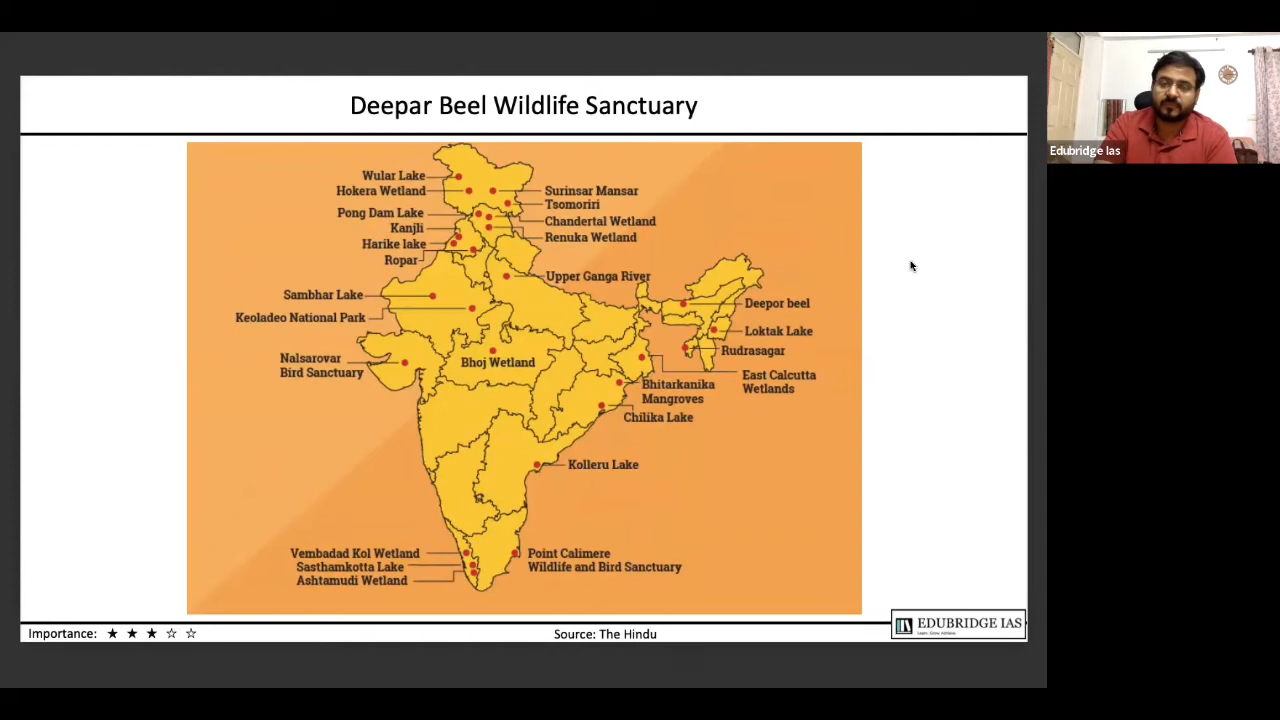 Deepar Beel Wildlife Sanctuary
Edubridge Ias
Wular Lake
Hokera Wetland
Pong Dam Lake
Kanjli
Harike lake
Ropar
Surinsar Mansar
Tsomoriri
Chandertal Wetland
Renuka Wetland
Upper Ganga River
Sambhar Lake
Keoladeo National Park
Nalsarovar
Bird Sanctuary
Bhoj Wetland
Deepor beel
Loktak Lake
Rudrasagar
East Calcutta
Wetlands
Bhitarkanika
Mangroves
Chilika Lake
Kolleru Lake
Vembadad Kol Wetland
Sasthamkotta Lake
Ashtamudi Wetland
Point Calimere
Wildlife and Bird Sanctuary
Importance: ★ ★ ★ ☆ ☆
Source: The Hindu
EDUBRIDGE IAS
Learn. Grow. Achieve